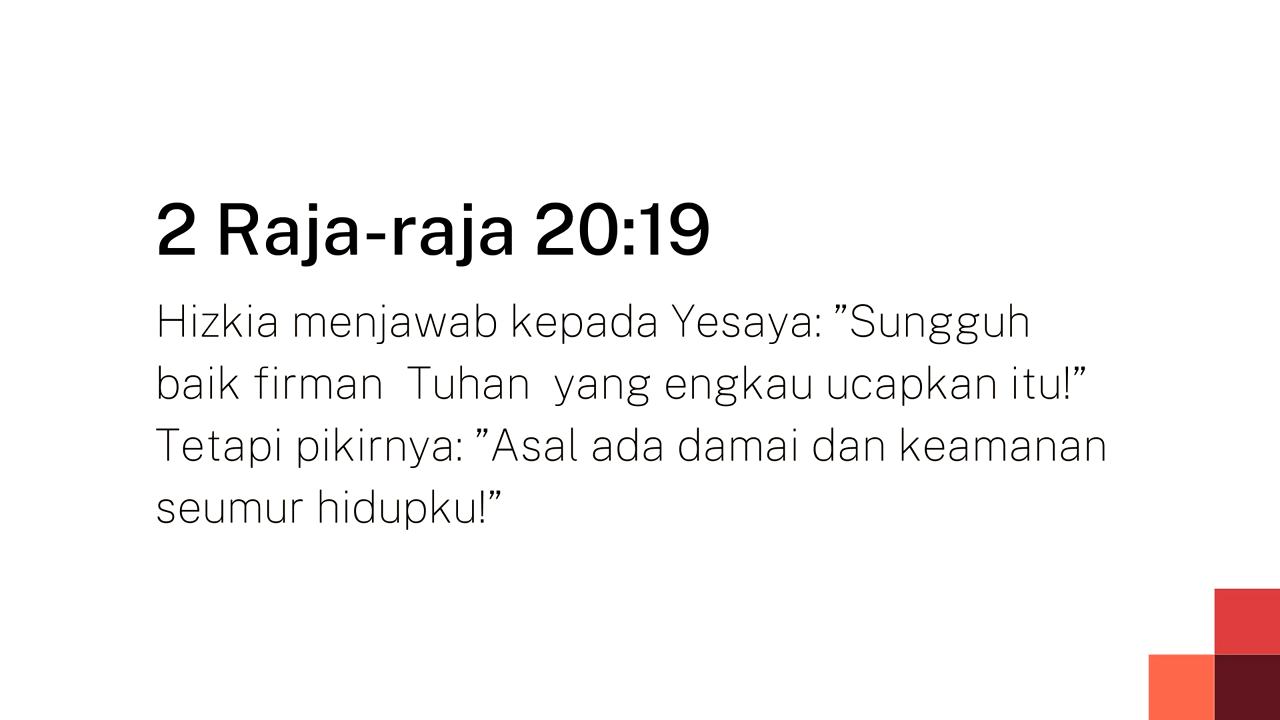 2 Raja-raja 20:19
Hizkia menjawab kepada Yesaya: ”Sungguh
baik firman  Tuhan  yang engkau ucapkan itu!”
Tetapi pikirnya: ”Asal ada damai dan keamanan
seumur hidupku!”